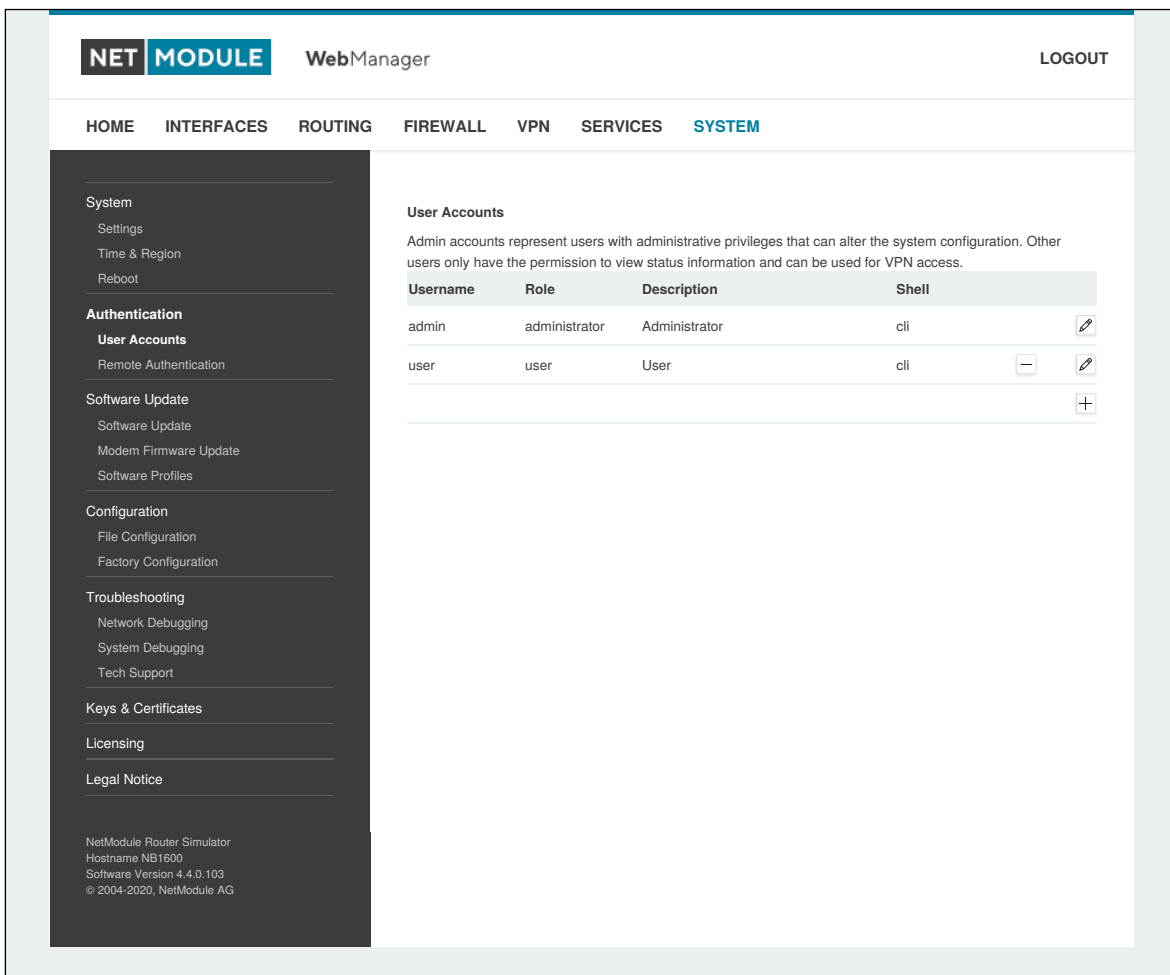 NET MODULE WebManager LOGOUT
HOME INTERFACES ROUTING FIREWALL VPN SERVICES SYSTEM
System
Settings
Time & Region
Reboot
Authentication
User Accounts
Remote Authentication
Software Update
Software Update
Modem Firmware Update
Software Profiles
Configuration
File Configuration
Factory Configuration
Troubleshooting
Network Debugging
System Debugging
Tech Support
Keys & Certificates
Licensing
Legal Notice
NetModule Router Simulator
Hostname NB1600
Software Version 4.4.0.103
© 2004-2020, NetModule AG
User Accounts
Admin accounts represent users with administrative privileges that can alter the system configuration. Other
users only have the permission to view status information and can be used for VPN access.
Username Role Description Shell
admin administrator Administrator cli
user user User cli